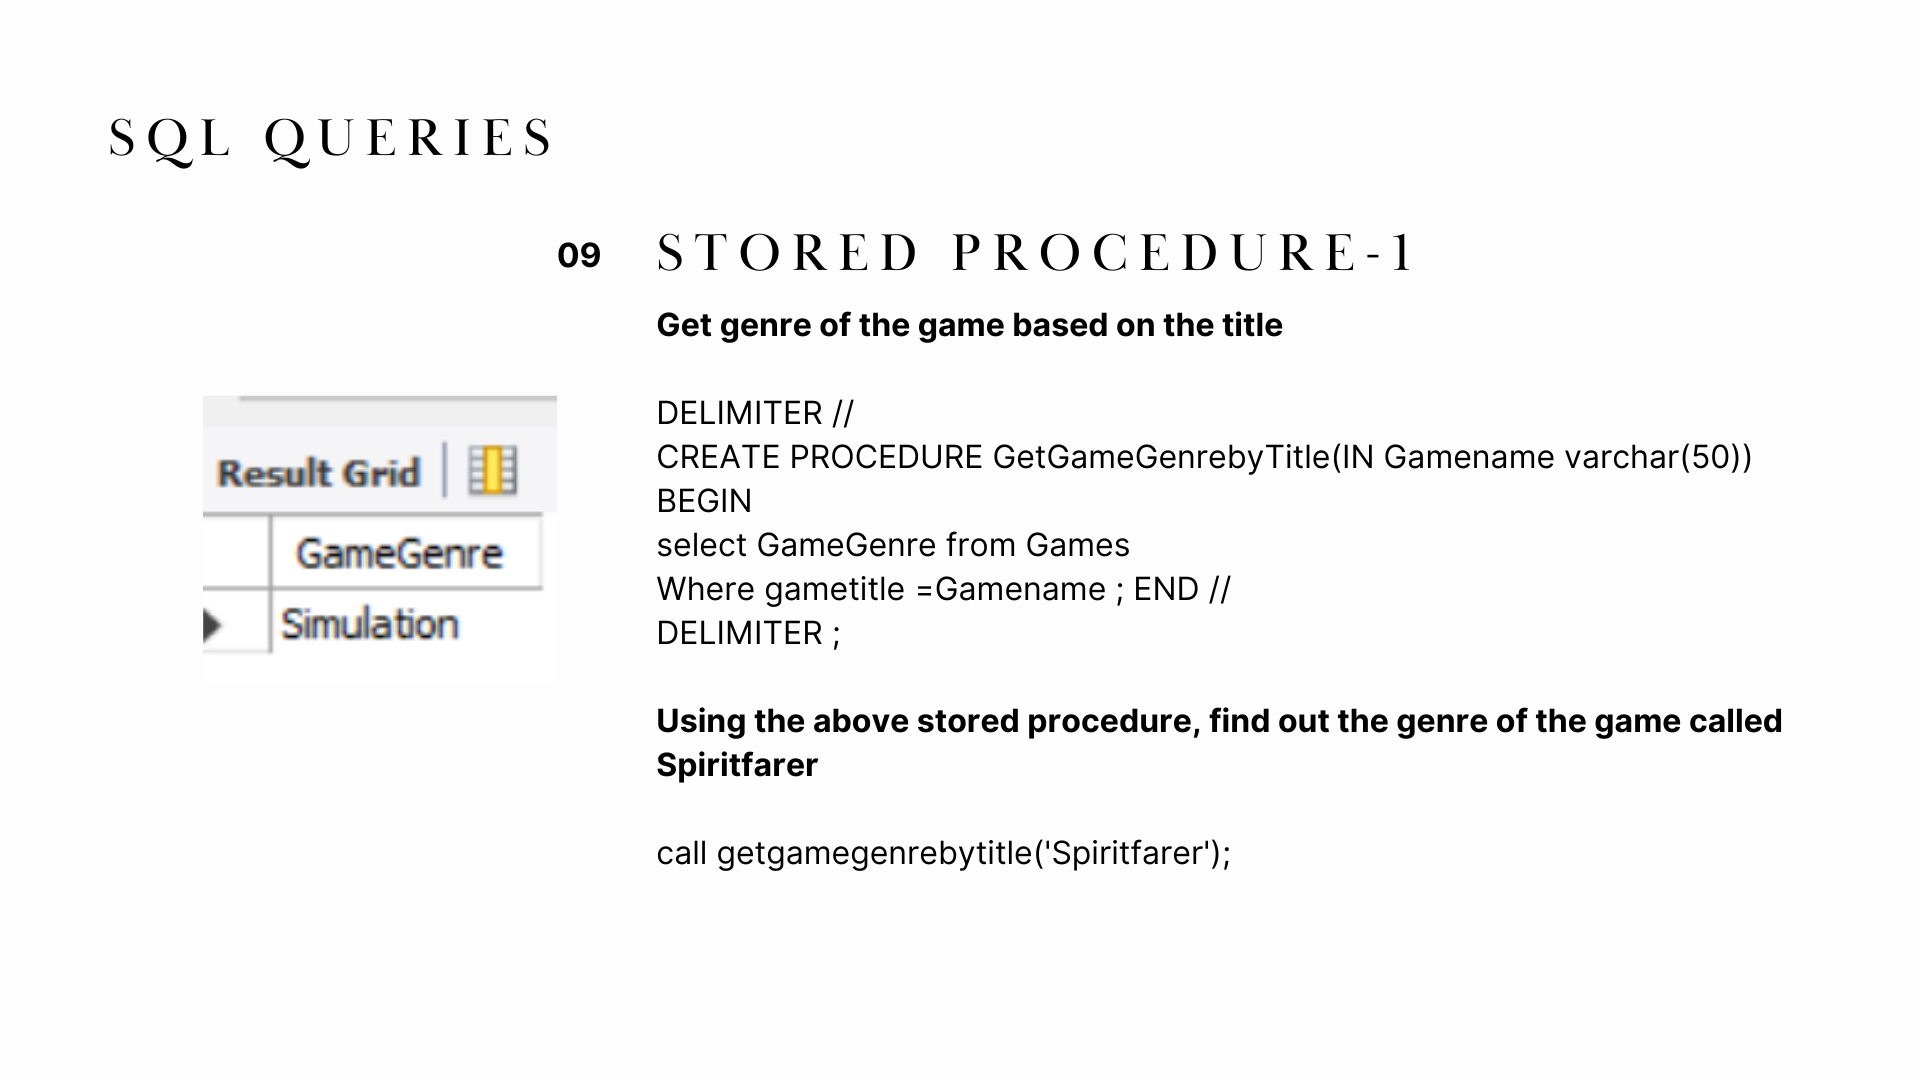 SQL QUERIES
09 STORED PROCEDURE-1
Get genre of the game based on the title
DELIMITER //
CREATE PROCEDURE GetGameGenrebyTitle(IN Gamename varchar(50))
BEGIN
select GameGenre from Games
Where gametitle =Gamename ; END //
DELIMITER ;
Using the above stored procedure, find out the genre of the game called
Spiritfarer
call getgamegenrebytitle('Spiritfarer');
Result Grid
GameGenre
Simulation